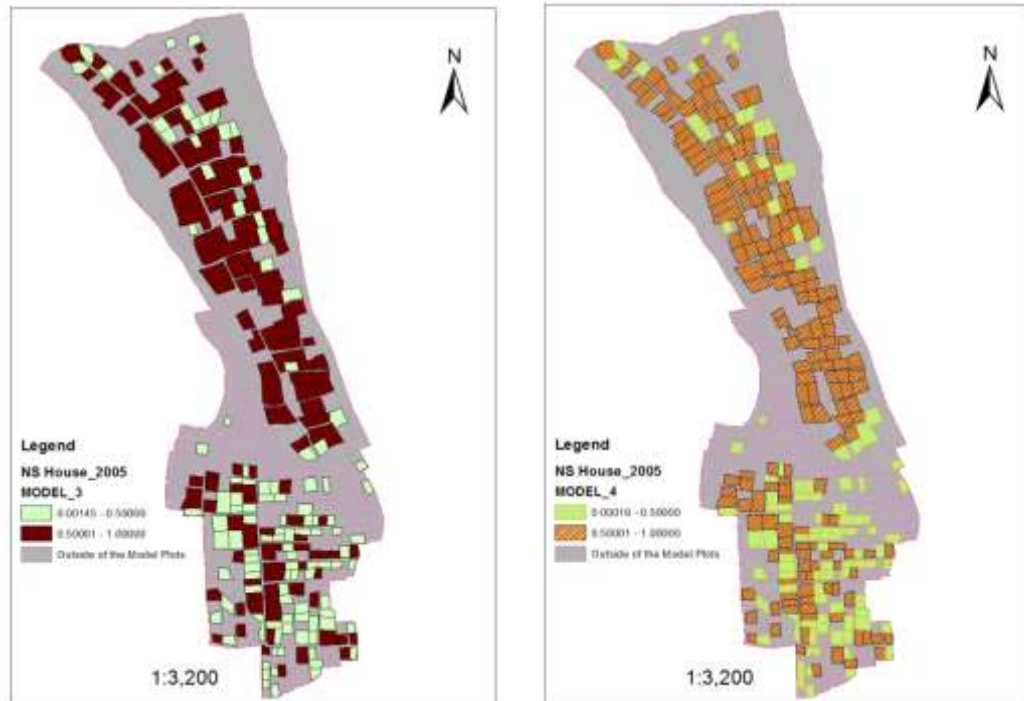 N
Legend
NS House_2005
MODEL_3
0.00145 - 0.50000
0.50001 - 1.00000
Outside of the Model Plots
1:3,200
N
Legend
NS House_2005
MODEL_4
0.00010 - 0.50000
0.50001 - 1.00000
Outside of the Model Plots
1:3,200